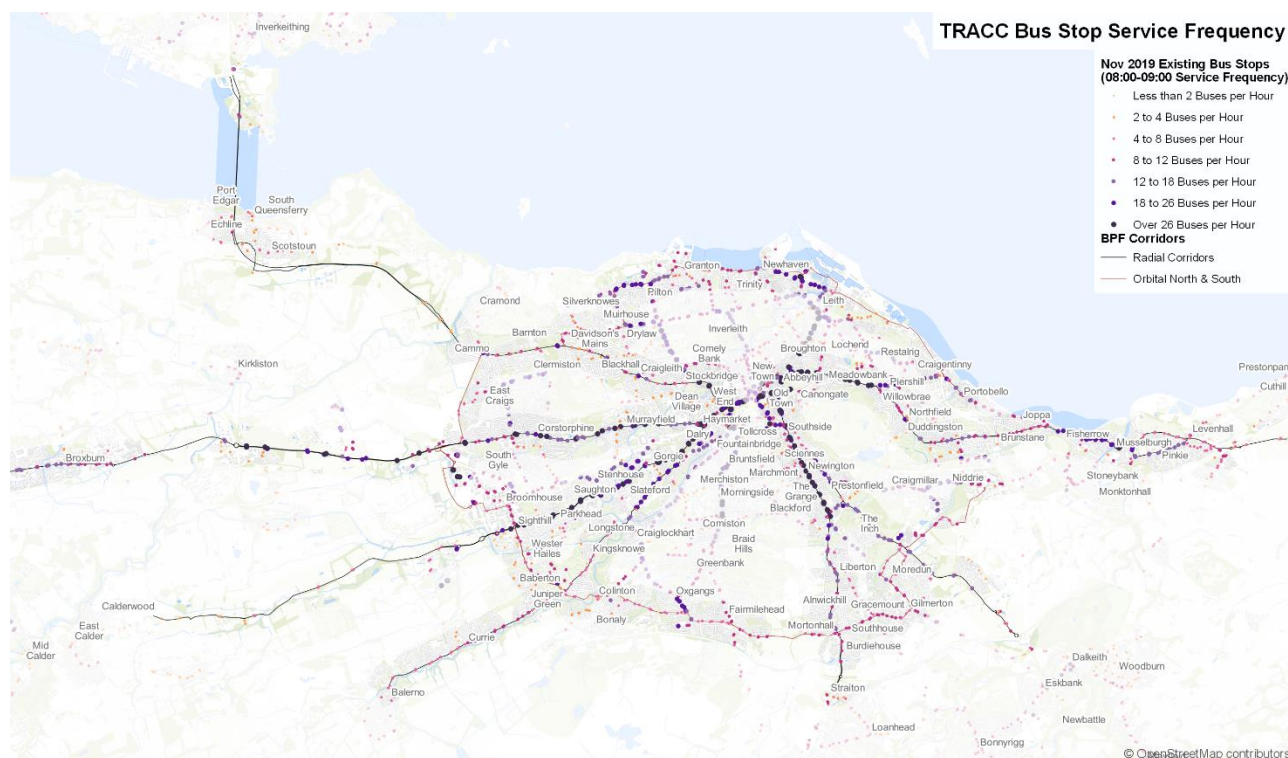 TRACC Bus Stop Service Frequency
Nov 2019 Existing Bus Stops
(08:00-09:00 Service Frequency)
Less than 2 Buses per Hour
2 to 4 Buses per Hour
4 to 8 Buses per Hour
8 to 12 Buses per Hour
12 to 18 Buses per Hour
18 to 26 Buses per Hour
Over 26 Buses per Hour
BPF Corridors
Radial Corridors
Orbital North & South
Inverkeithing
Port
Edgar
South
Queensferry
Echline
Scotstoun
Granton
Newhaven
Cramond
Silverknowes
Pilton
Trinity
Leith
Muirhouse
Barnton
Davidson's
Mains
Drylaw
Inverleith
Cammo
Blackhall
Comely
Bank
Broughton
Lochend
Restalrig
Kirkliston
Clermiston
Craigleith
Stockbridge
New
Town
Abbeyhill
Meadowbank
Craigentinny
East
Craigs
Dean
Village
West
End
Old
Town
Canongate
Piershill
Willowbrae
Portobello
Prestonpan
Cuthill
Corstorphine
Murrayfield
Haymarket
Northfield
Joppa
Dalry
Tollcross
Southside
Duddingston
Brunstane
Fisherrow
Levenhall
Musselburgh
Pinkie
Broxburn
South
Gyle
Gorgie
Fountainbridge
Bruntsfield
Sciennes
Newington
Stenhouse
Marchmont
Stoneybank
Monktonhall
Saughton
Slateford
Merchiston
The
Grange
Prestonfield
Craigmillar
Niddrie
Broomhouse
Morningside
Blackford
Parkhead
Sighthill
Longstone
Craiglockhart
Comiston
The
Inch
Wester
Hailes
Kingsknowe
Braid
Hills
Greenbank
Liberton
Moredun
Baberton
Juniper
Green
Colinton
Oxgangs
Alnwickhill
Gracemount
Gilmerton
Calderwood
Bonaly
Fairmilehead
Mortonhall
Southhouse
East
Calder
Mid
Calder
Currie
Burdiehouse
Balerno
Straiton
Dalkeith
Woodburn
Eskbank
Newbattle
Loanhead
Bonnyrigg
© OpenStreetMap contributors